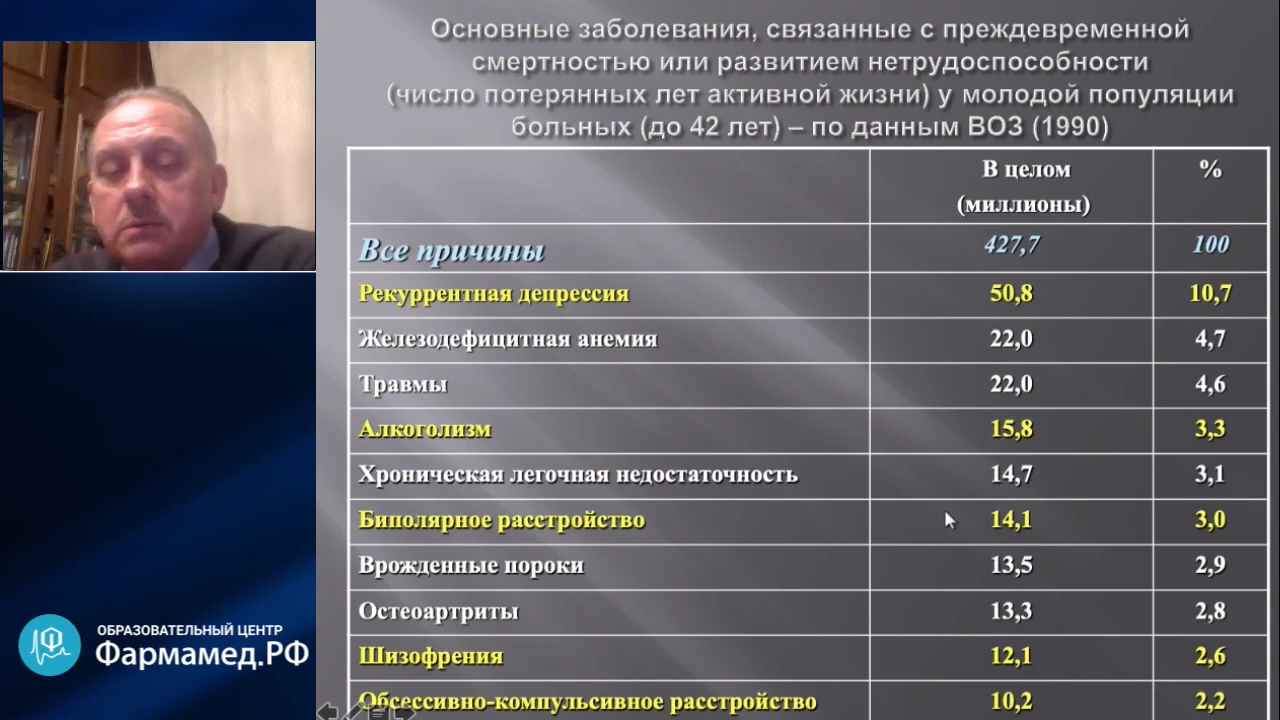 Основные заболевания, связанные с преждевременной
смертностью или развитием нетрудоспособности
(число потерянных лет активной жизни) у молодой популяции
больных (до 42 лет) – по данным ВОЗ (1990)
В целом (миллионы) %
Все причины 427,7 100
Рекуррентная депрессия 50,8 10,7
Железодефицитная анемия 22,0 4,7
Травмы 22,0 4,6
Алкоголизм 15,8 3,3
Хроническая легочная недостаточность 14,7 3,1
Биполярное расстройство 14,1 3,0
Врожденные пороки 13,5 2,9
Остеоартриты 13,3 2,8
Шизофрения 12,1 2,6
Обсессивно-компульсивное расстройство 10,2 2,2
ОБРАЗОВАТЕЛЬНЫЙ ЦЕНТР
Фармамед.РФ